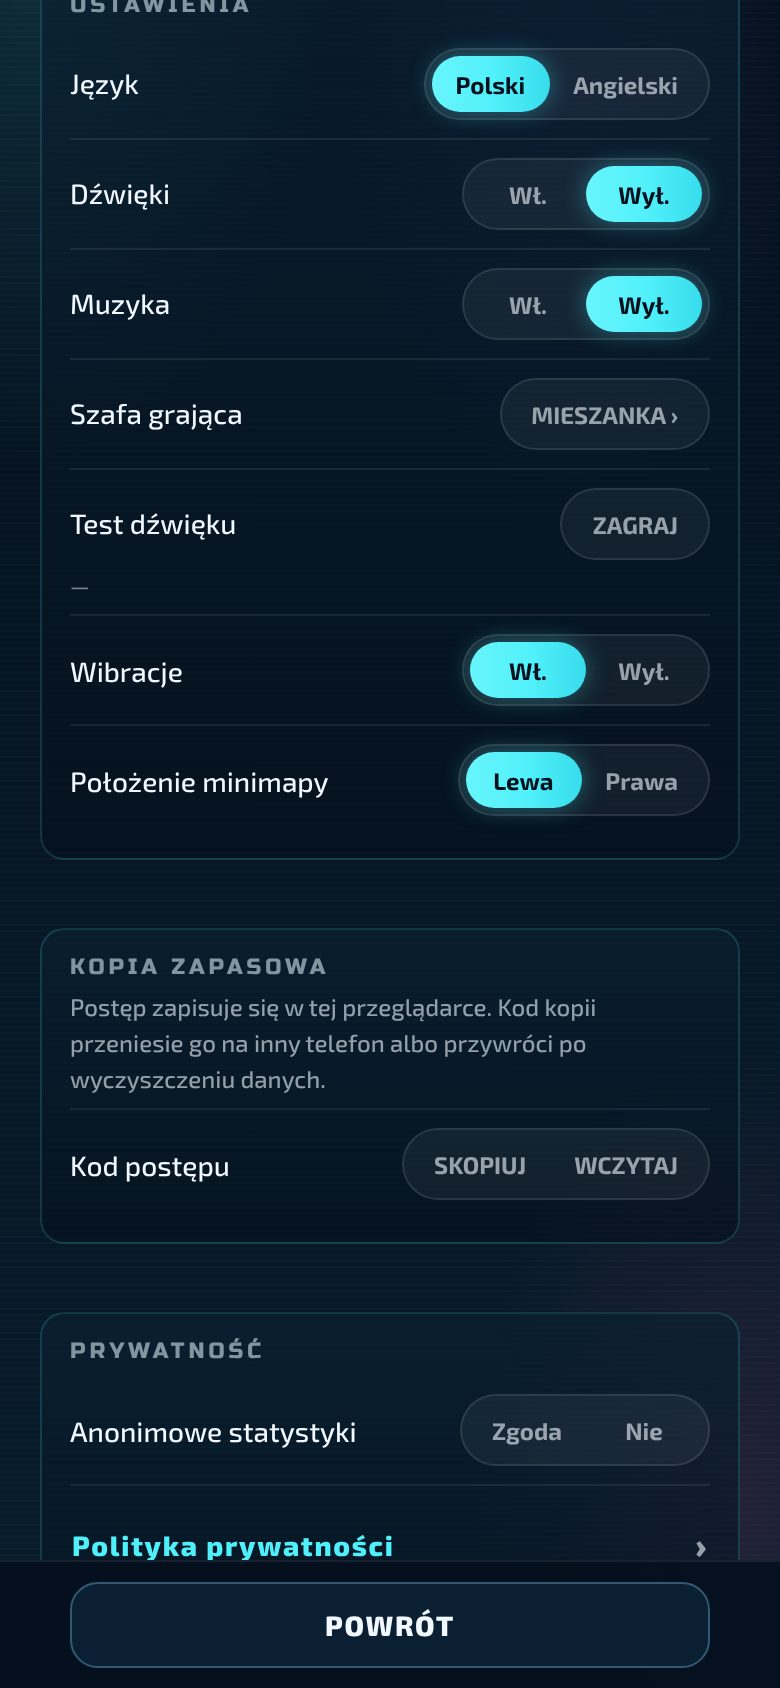 USTAWIENIA
Język
Polski Angielski
Dźwięki
Wł. Wył.
Muzyka
Wł. Wył.
Szafa grająca
MIESZANKA ›
Test dźwięku
ZAGRAJ
—
Wibracje
Wł. Wył.
Położenie minimapy
Lewa Prawa
KOPIA ZAPASOWA
Postęp zapisuje się w tej przeglądarce. Kod kopii
przeniesie go na inny telefon albo przywróci po
wyczyszczeniu danych.
Kod postępu
SKOPIUJ WCZYTAJ
PRYWATNOŚĆ
Anonimowe statystyki
Zgoda Nie
Polityka prywatności ›
POWRÓT